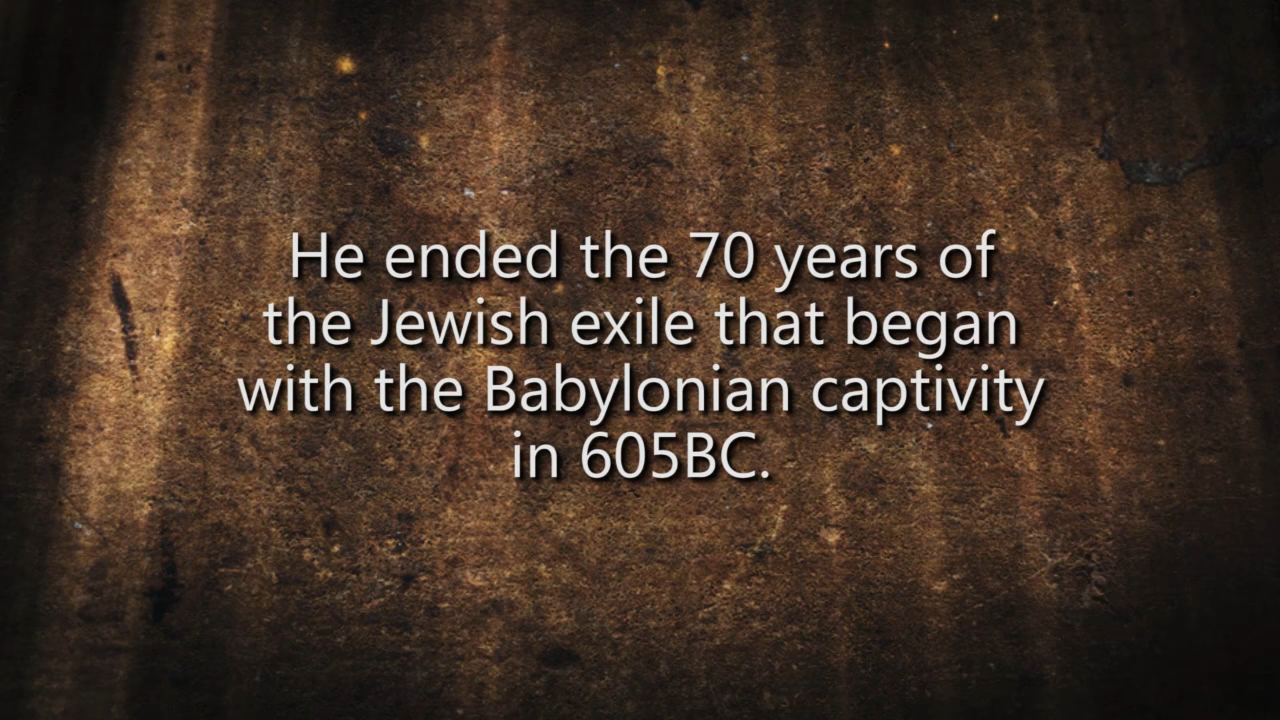 He ended the 70 years of
the Jewish exile that began
with the Babylonian captivity
in 605BC.